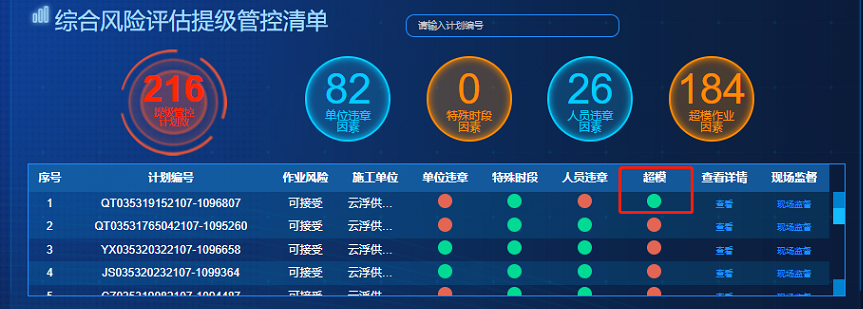 综合风险评估提级管控清单
请输入计划编号
216
提级管控
计划数
82
单位违章
因素
0
特殊时段
因素
26
人员违章
因素
184
超模作业
因素
序号 计划编号 作业风险 施工单位 单位违章 特殊时段 人员违章 超模 查看详情 现场监督
1 QT035319152107-1096807 可接受 云浮供... 查看 现场监督
2 QT03531765042107-1095260 可接受 云浮供... 查看 现场监督
3 YX035320322107-1096658 可接受 云浮供... 查看 现场监督
4 JS035320232107-1099364 可接受 云浮供... 查看 现场监督
5 可接受 云浮供... 查看 现场监督